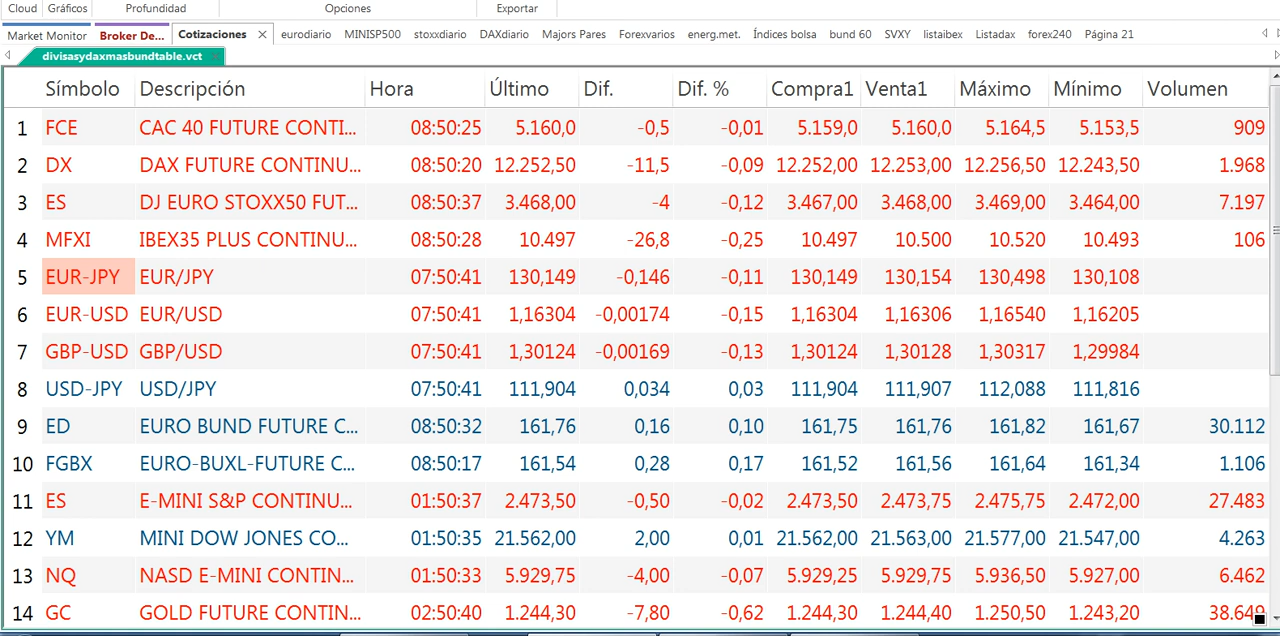 Cloud Gráficos Profundidad Opciones Exportar
Market Monitor Broker De... Cotizaciones eurodiario MINISP500 stoxxdiario DAXdiario Majors Pares Forexvarios energ.met. Índices bolsa bund 60 SVXY listaibex Listadax forex240 Página 21
divisasydaxmasbundtable.vct
Símbolo Descripción Hora Último Dif. Dif. % Compra1 Venta1 Máximo Mínimo Volumen
1 FCE CAC 40 FUTURE CONTI... 08:50:25 5.160,0 -0,5 -0,01 5.159,0 5.160,0 5.164,5 5.153,5 909
2 DX DAX FUTURE CONTINU... 08:50:20 12.252,50 -11,5 -0,09 12.252,00 12.253,00 12.256,50 12.243,50 1.968
3 ES DJ EURO STOXX50 FUT... 08:50:37 3.468,00 -4 -0,12 3.467,00 3.468,00 3.469,00 3.464,00 7.197
4 MFXI IBEX35 PLUS CONTINU... 08:50:28 10.497 -26,8 -0,25 10.497 10.500 10.520 10.493 106
5 EUR-JPY EUR/JPY 07:50:41 130,149 -0,146 -0,11 130,149 130,154 130,498 130,108
6 EUR-USD EUR/USD 07:50:41 1,16304 -0,00174 -0,15 1,16304 1,16306 1,16540 1,16205
7 GBP-USD GBP/USD 07:50:41 1,30124 -0,00169 -0,13 1,30124 1,30128 1,30317 1,29984
8 USD-JPY USD/JPY 07:50:41 111,904 0,034 0,03 111,904 111,907 112,088 111,816
9 ED EURO BUND FUTURE C... 08:50:32 161,76 0,16 0,10 161,75 161,76 161,82 161,67 30.112
10 FGBX EURO-BUXL-FUTURE C... 08:50:17 161,54 0,28 0,17 161,52 161,56 161,64 161,34 1.106
11 ES E-MINI S&P CONTINU... 01:50:37 2.473,50 -0,50 -0,02 2.473,50 2.473,75 2.475,75 2.472,00 27.483
12 YM MINI DOW JONES CO... 01:50:35 21.562,00 2,00 0,01 21.562,00 21.563,00 21.577,00 21.547,00 4.263
13 NQ NASD E-MINI CONTIN... 01:50:33 5.929,75 -4,00 -0,07 5.929,25 5.929,75 5.936,50 5.927,00 6.462
14 GC GOLD FUTURE CONTIN... 02:50:40 1.244,30 -7,80 -0,62 1.244,30 1.244,40 1.250,50 1.243,20 38.649